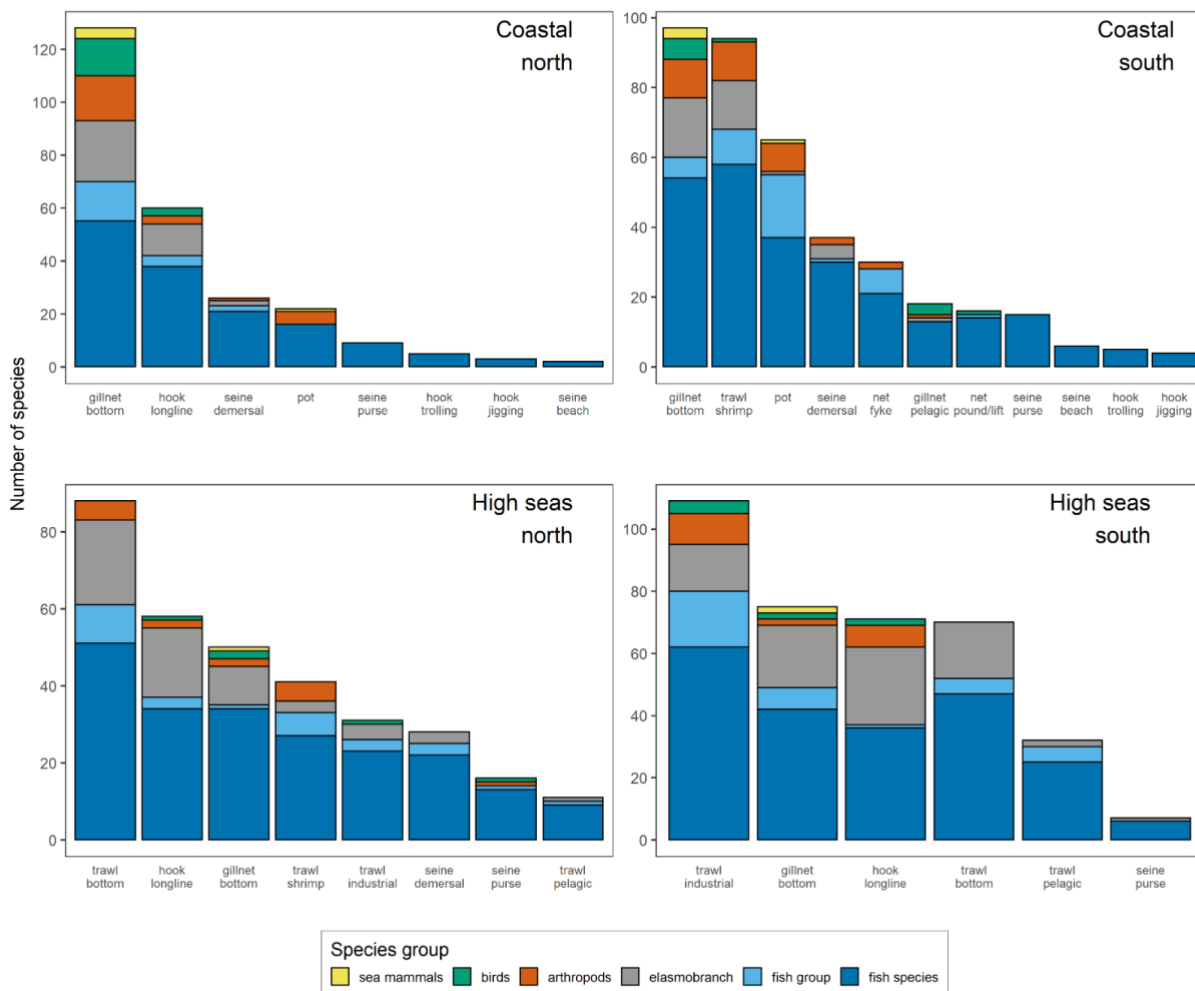 Number of species
Coastal
north
120
100
80
60
40
20
0
gillnet
bottom
hook
longline
seine
demersal
pot
seine
purse
hook
trolling
hook
jigging
seine
beach
Coastal
south
100
80
60
40
20
0
gillnet
bottom
trawl
shrimp
pot
seine
demersal
net
fyke
gillnet
pelagic
net
pound/lift
seine
purse
seine
beach
hook
trolling
hook
jigging
High seas
north
80
60
40
20
0
trawl
bottom
hook
longline
gillnet
bottom
trawl
shrimp
trawl
industrial
seine
demersal
seine
purse
trawl
pelagic
High seas
south
100
80
60
40
20
0
trawl
industrial
gillnet
bottom
hook
longline
trawl
bottom
trawl
pelagic
seine
purse
Species group
sea mammals
birds
arthropods
elasmobranch
fish group
fish species